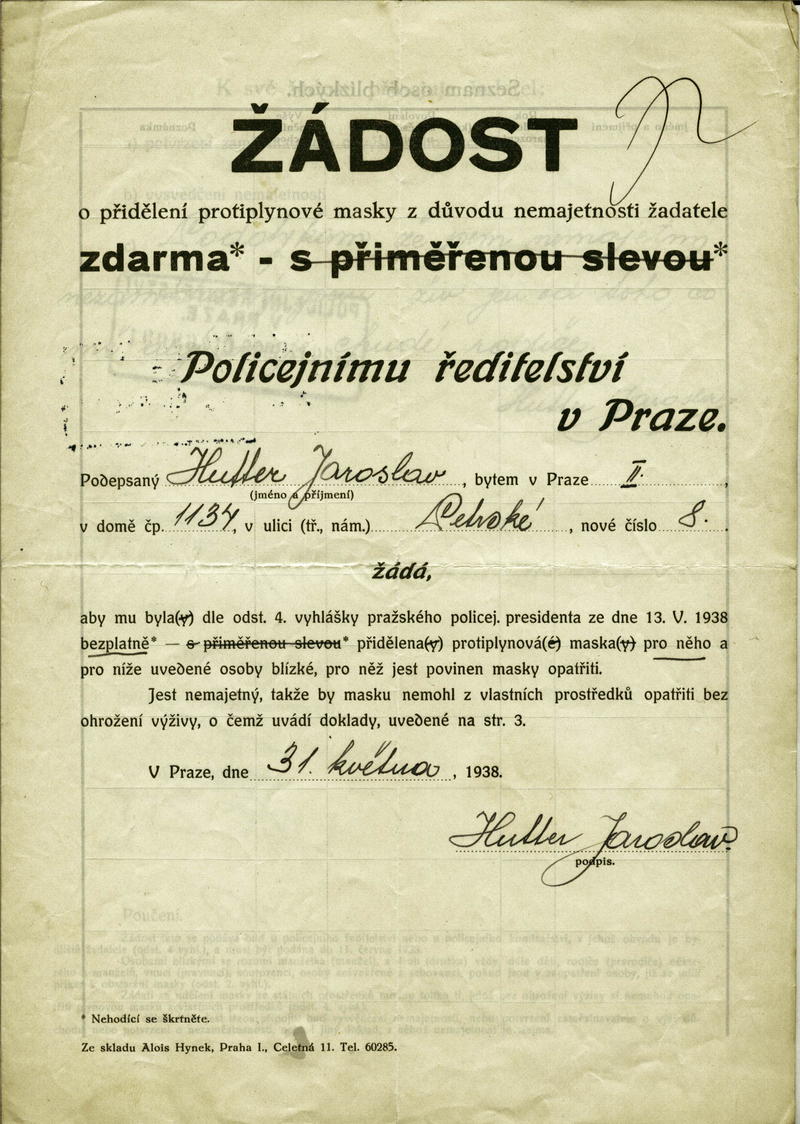 ŽÁDOST
o přidělení protiplynové masky z důvodu nemajetnosti žadatele
zdarma* - s přiměřenou slevou*
Policejnímu ředitelství
v Praze.
Podepsaný Hutter Jaroslav, bytem v Praze II.,
(jméno a příjmení)
v domě čp. 1134, v ulici (tř., nám.) Petrské, nové číslo 8.
žádá,
aby mu byla(y) dle odst. 4. vyhlášky pražského policej. presidenta ze dne 13. V. 1938
bezplatně* — s přiměřenou slevou* přidělena(y) protiplynová(é) maska(y) pro něho a
pro níže uvedené osoby blízké, pro něž jest povinen masky opatřiti.
Jest nemajetný, takže by masku nemohl z vlastních prostředků opatřiti bez
ohrožení výživy, o čemž uvádí doklady, uvedené na str. 3.
V Praze, dne 31. května, 1938.
Hutter Jaroslav
podpis.
Poučení.
* Nehodící se škrtněte.
Ze skladu Alois Hynek, Praha I., Celetná 11. Tel. 60285.